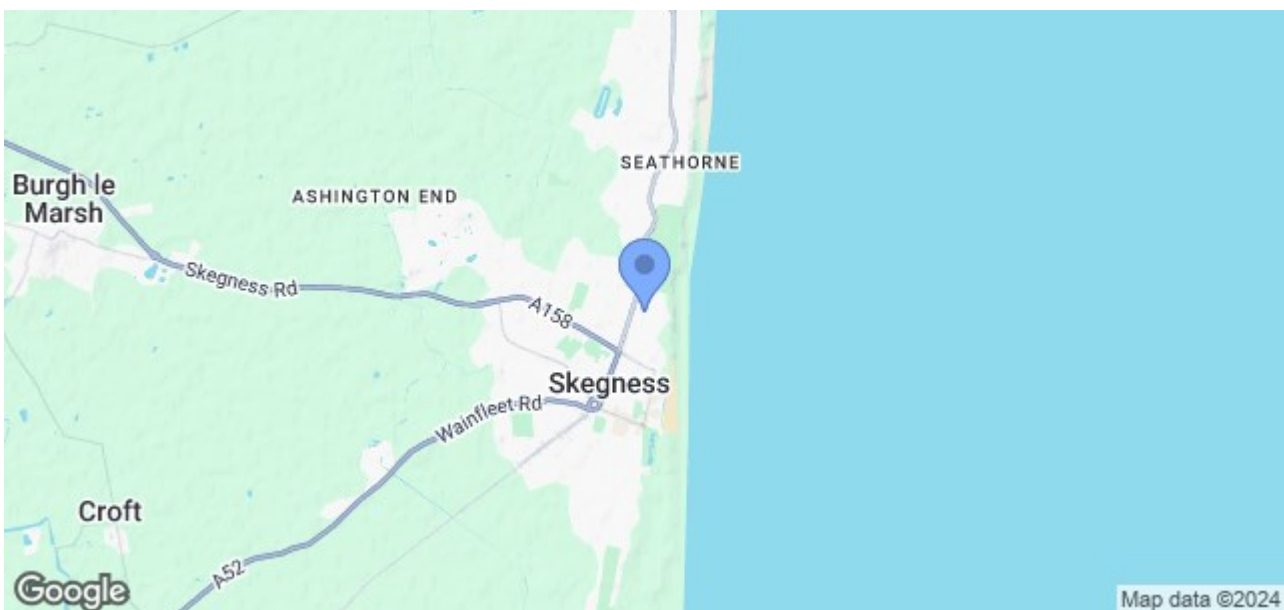 SEATHORNE
Burgh le
Marsh
ASHINGTON END
Skegness Rd
A158
Skegness
Wainfleet Rd
Croft
A52
Google
Map data ©2024